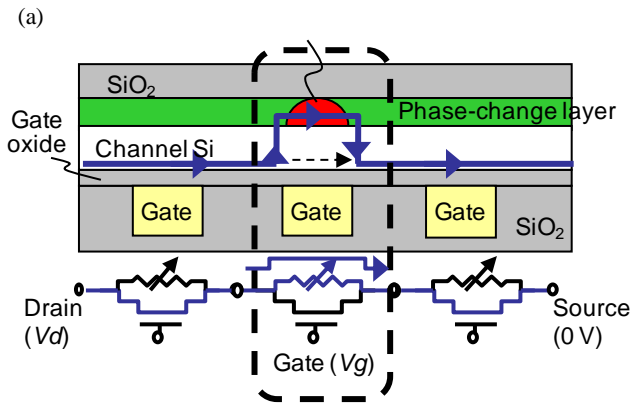 (a)
SiO2
Phase-change layer
Gate
oxide
Channel Si
Gate
Gate
Gate
SiO2
Drain
(Vd)
Source
(0 V)
Gate (Vg)